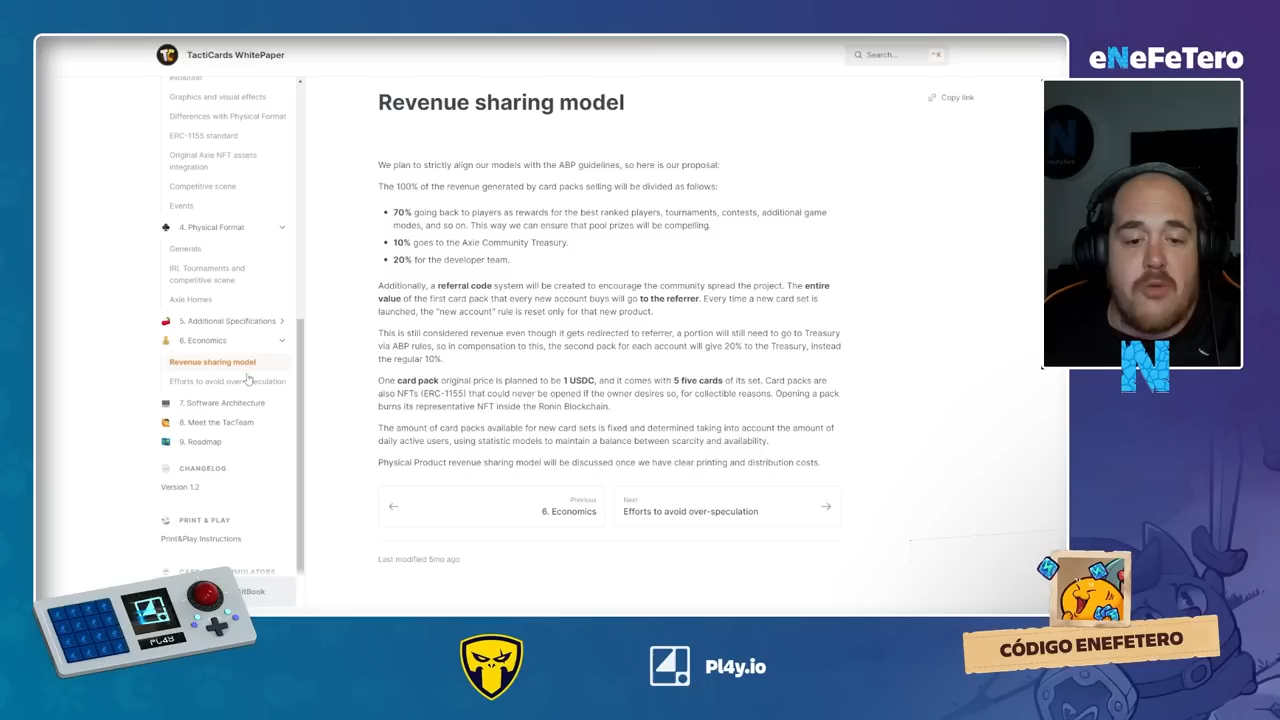 TactiCards WhitePaper
Search...
^K
eNeFeTero
evolution
Graphics and visual effects
Differences with Physical Format
ERC-1155 standard
Original Axie NFT assets
integration
Competitive scene
Events
4. Physical Format
Generals
IRL Tournaments and
competitive scene
Axie Homes
5. Additional Specifications
6. Economics
Revenue sharing model
Efforts to avoid over-speculation
7. Software Architecture
8. Meet the TacTeam
9. Roadmap
CHANGELOG
Version 1.2
PRINT & PLAY
Print&Play Instructions
Revenue sharing model
Copy link
We plan to strictly align our models with the ABP guidelines, so here is our proposal:
The 100% of the revenue generated by card packs selling will be divided as follows:
• 70% going back to players as rewards for the best ranked players, tournaments, contests, additional game
modes, and so on. This way we can ensure that pool prizes will be compelling.
• 10% goes to the Axie Community Treasury.
• 20% for the developer team.
Additionally, a referral code system will be created to encourage the community spread the project. The entire
value of the first card pack that every new account buys will go to the referrer. Every time a new card set is
launched, the "new account" rule is reset only for that new product.
This is still considered revenue even though it gets redirected to referrer, a portion will still need to go to Treasury
via ABP rules, so in compensation to this, the second pack for each account will give 20% to the Treasury, instead
the regular 10%.
One card pack original price is planned to be 1 USDC, and it comes with 5 five cards of its set. Card packs are
also NFTs (ERC-1155) that could never be opened if the owner desires so, for collectible reasons. Opening a pack
burns its representative NFT inside the Ronin Blockchain.
The amount of card packs available for new card sets is fixed and determined taking into account the amount of
daily active users, using statistic models to maintain a balance between scarcity and availability.
Physical Product revenue sharing model will be discussed once we have clear printing and distribution costs.
Previous
6. Economics
Next
Efforts to avoid over-speculation
Last modified 5mo ago
N
PL4Y
Pl4y.io
CÓDIGO ENEFETERO